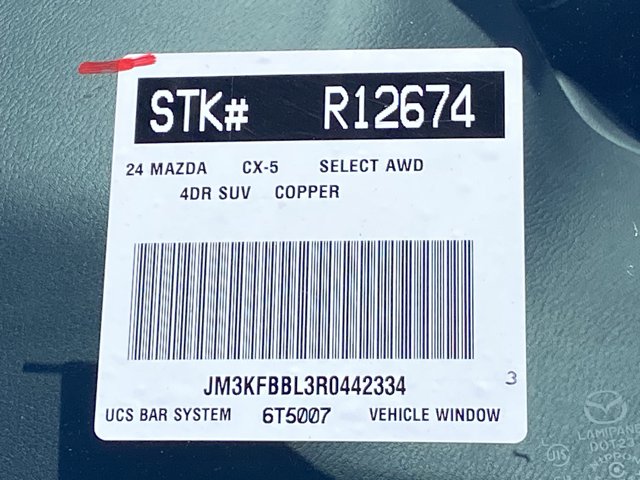 STK# R12674
24 MAZDA CX-5 SELECT AWD
4DR SUV COPPER
JM3KFBBL3R0442334
3
UCS BAR SYSTEM 6T5007 VEHICLE WINDOW
LAMIPANE